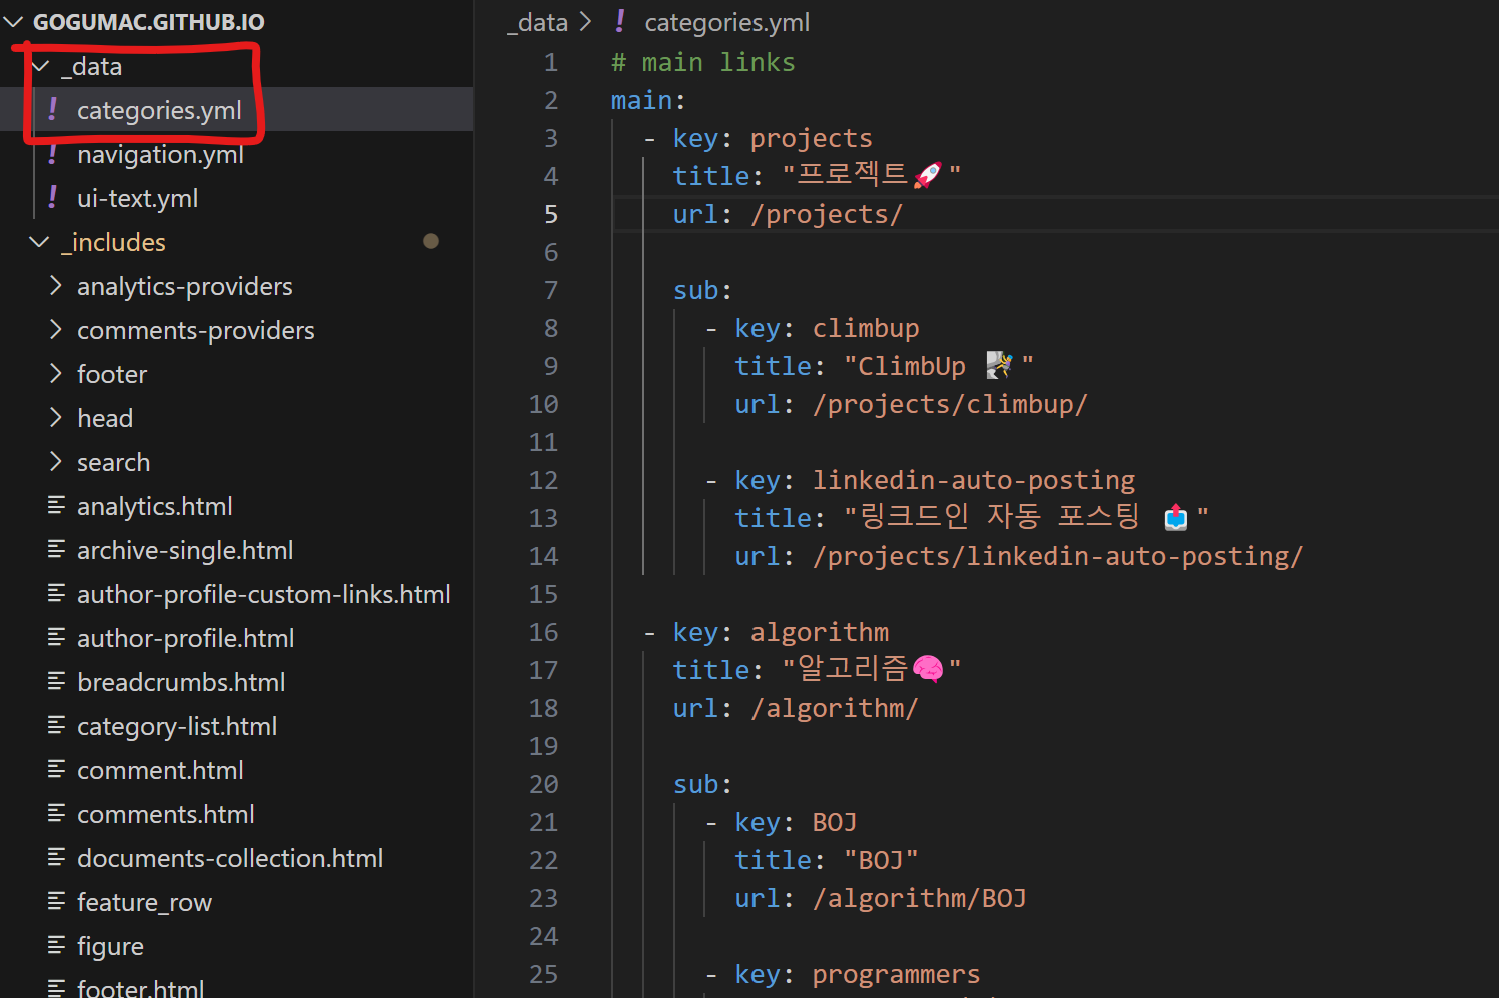 GOGUMAC.GITHUB.IO
_data
categories.yml
navigation.yml
ui-text.yml
_includes
analytics-providers
comments-providers
footer
head
search
analytics.html
archive-single.html
author-profile-custom-links.html
author-profile.html
breadcrumbs.html
category-list.html
comment.html
comments.html
documents-collection.html
feature_row
figure
footer.html
_data > ! categories.yml
1 # main links
2 main:
3 - key: projects
4 title: "프로젝트🚀"
5 url: /projects/
6
7 sub:
8 - key: climbup
9 title: "ClimbUp 🧗"
10 url: /projects/climbup/
11
12 - key: linkedin-auto-posting
13 title: "링크드인 자동 포스팅 📤"
14 url: /projects/linkedin-auto-posting/
15
16 - key: algorithm
17 title: "알고리즘🧠"
18 url: /algorithm/
19
20 sub:
21 - key: BOJ
22 title: "BOJ"
23 url: /algorithm/BOJ
24
25 - key: programmers